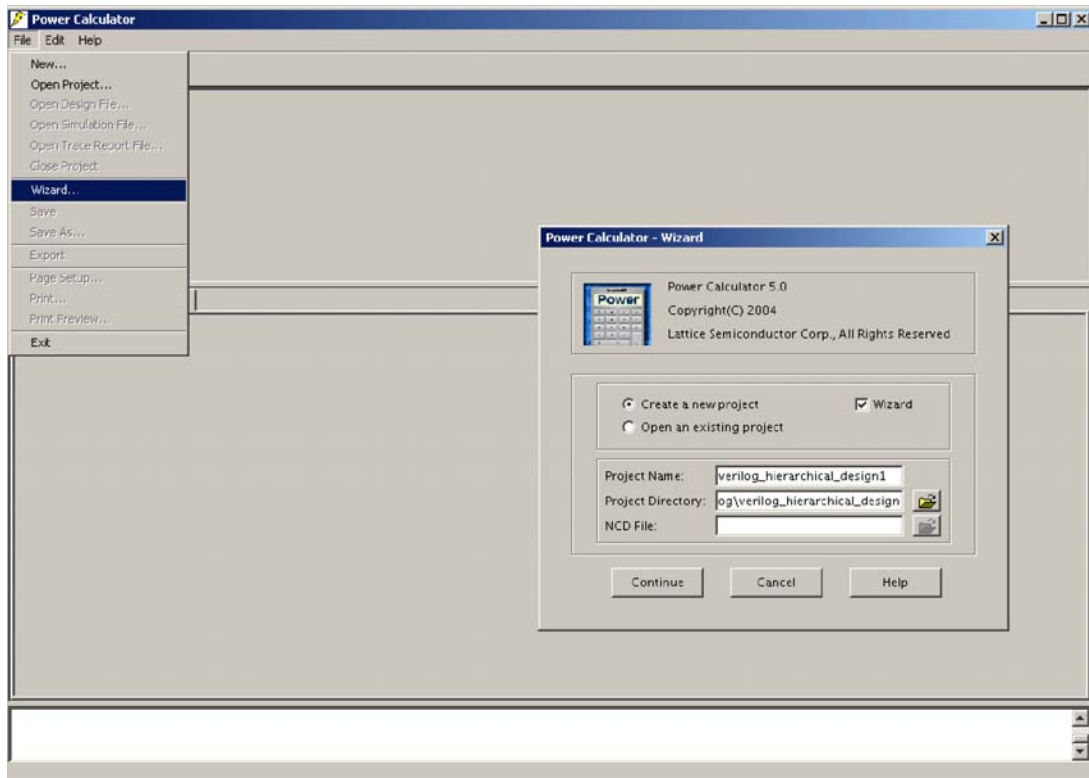 Power Calculator
File Edit Help
New...
Open Project...
Open Design File...
Open Simulation File...
Open Trace Report File...
Close Project
Wizard...
Save
Save As...
Export
Page Setup...
Print...
Print Preview...
Exit
Power Calculator - Wizard
Power
Power Calculator 5.0
Copyright(C) 2004
Lattice Semiconductor Corp., All Rights Reserved
Create a new project Wizard
Open an existing project
Project Name: verilog_hierarchical_design1
Project Directory: og\verilog_hierarchical_design
NCD File:
Continue Cancel Help